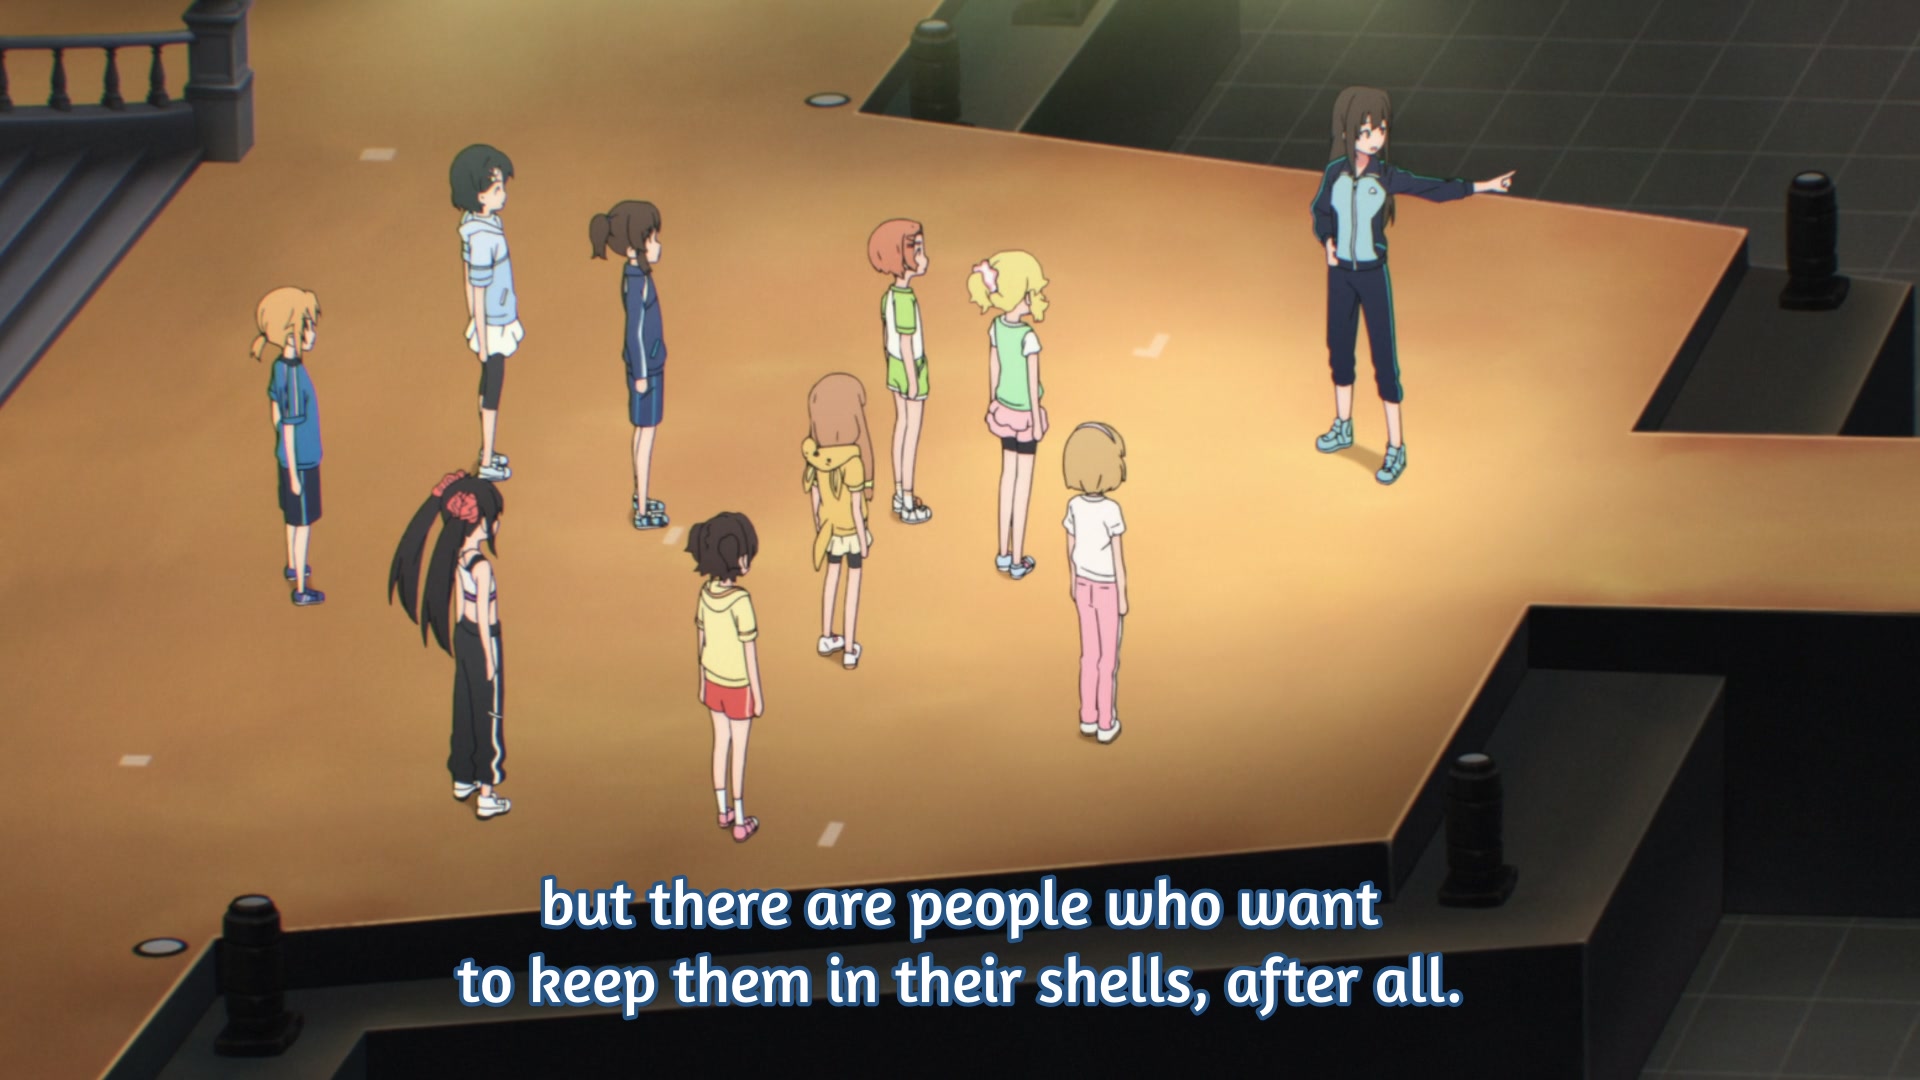 but there are people who want
to keep them in their shells, after all.